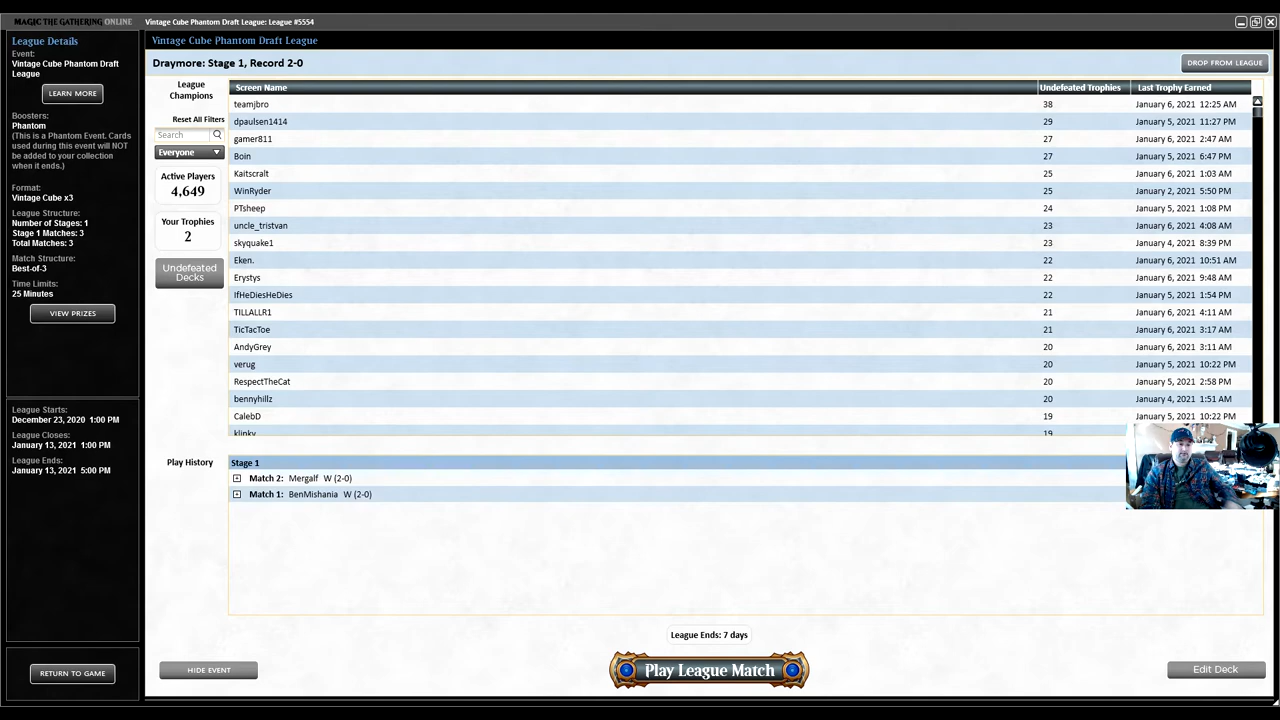 MAGIC THE GATHERING ONLINE
Vintage Cube Phantom Draft League: League #5554
League Details
Event:
Vintage Cube Phantom Draft
League
LEARN MORE
Boosters:
Phantom
(This is a Phantom Event. Cards
used during this event will NOT
be added to your collection
when it ends.)
Format:
Vintage Cube x3
League Structure:
Number of Stages: 1
Stage 1 Matches: 3
Total Matches: 3
Match Structure:
Best-of-3
Time Limits:
25 Minutes
VIEW PRIZES
League Starts:
December 23, 2020 1:00 PM
League Closes:
January 13, 2021 1:00 PM
League Ends:
January 13, 2021 5:00 PM
RETURN TO GAME
Vintage Cube Phantom Draft League
Draymore: Stage 1, Record 2-0
DROP FROM LEAGUE
League
Champions
Reset All Filters
Search
Everyone
Active Players
4,649
Your Trophies
2
Undefeated
Decks
Screen Name Undefeated Trophies Last Trophy Earned
teamjbro 38 January 6, 2021 12:25 AM
dpaulsen1414 29 January 5, 2021 11:27 PM
gamer811 27 January 6, 2021 2:47 AM
Boin 27 January 5, 2021 6:47 PM
Kaitscralt 25 January 6, 2021 1:03 AM
WinRyder 25 January 2, 2021 5:50 PM
PTsheep 24 January 5, 2021 1:08 PM
uncle_tristvan 23 January 6, 2021 4:08 AM
skyquake1 23 January 4, 2021 8:39 PM
Eken. 22 January 6, 2021 10:51 AM
Erystys 22 January 6, 2021 9:48 AM
IfHeDiesHeDies 22 January 5, 2021 1:54 PM
TILLALLR1 21 January 6, 2021 4:11 AM
TicTacToe 21 January 6, 2021 3:17 AM
AndyGrey 20 January 6, 2021 3:11 AM
verug 20 January 5, 2021 10:22 PM
RespectTheCat 20 January 5, 2021 2:58 PM
bennyhillz 20 January 4, 2021 1:51 AM
CalebD 19 January 5, 2021 10:22 PM
klinky 19
Play History
Stage 1
Match 2: Mergalf W (2-0)
Match 1: BenMishania W (2-0)
League Ends: 7 days
HIDE EVENT
Play League Match
Edit Deck